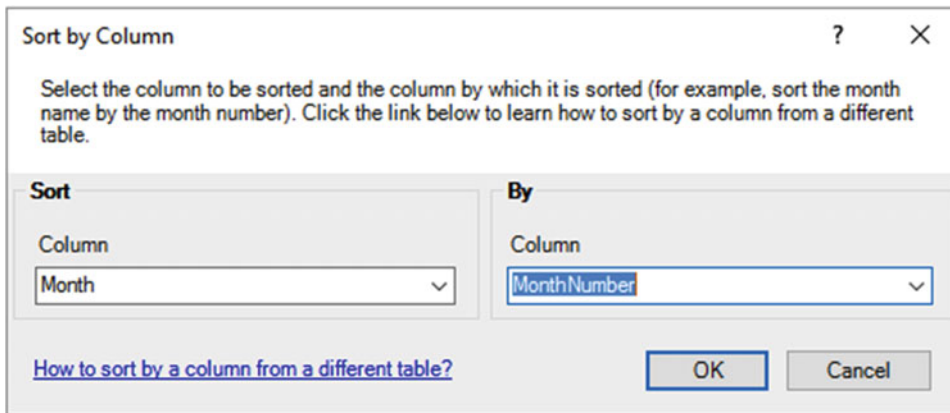 Sort by Column
?
Select the column to be sorted and the column by which it is sorted (for example, sort the month
name by the month number). Click the link below to learn how to sort by a column from a different
table.
Sort
By
Column
Column
Month
MonthNumber
How to sort by a column from a different table?
OK
Cancel